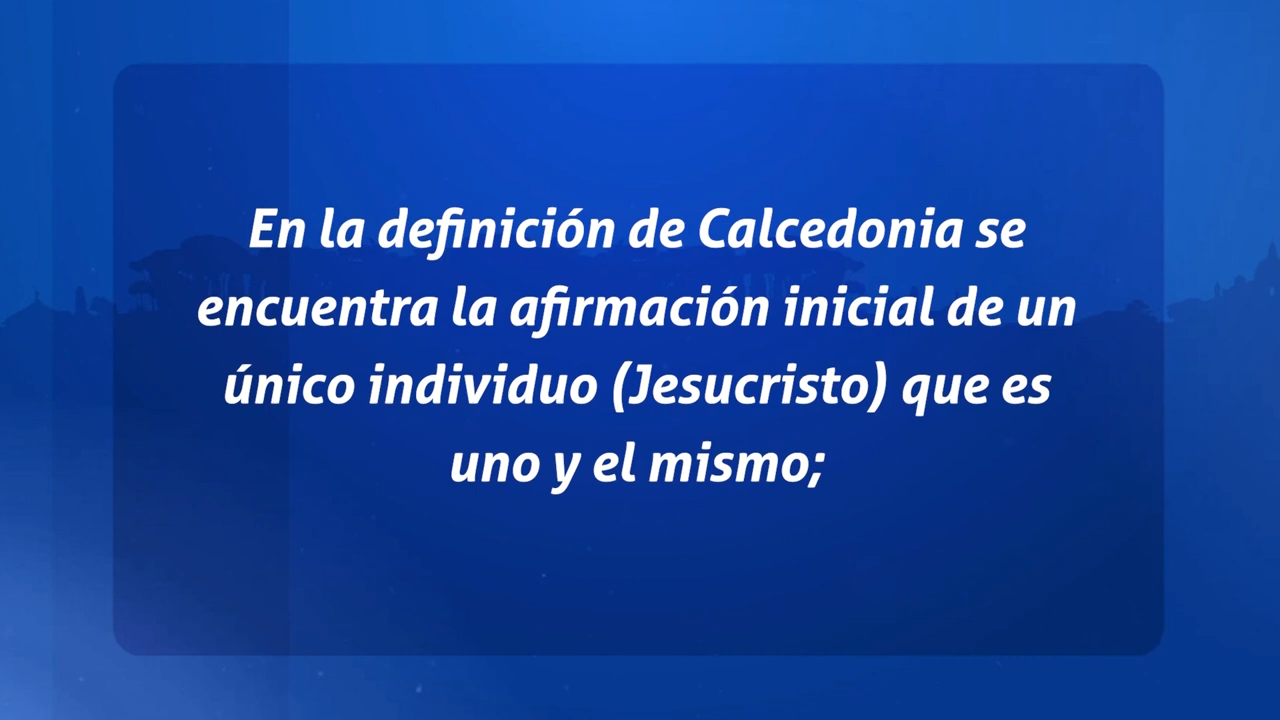 En la definición de Calcedonia se
encuentra la afirmación inicial de un
único individuo (Jesucristo) que es
uno y el mismo;